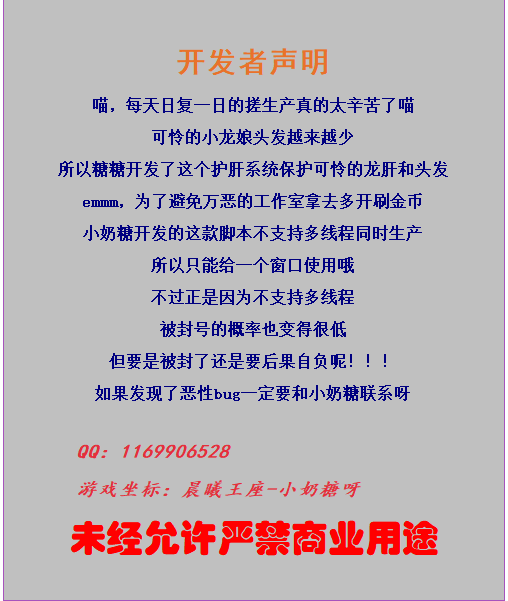 开发者声明
喵，每天日复一日的搓生产真的太辛苦了喵
可怜的小龙娘头发越来越少
所以糖糖开发了这个护肝系统保护可怜的龙肝和头发
emmm，为了避免万恶的工作室拿去多开刷金币
小奶糖开发的这款脚本不支持多线程同时生产
所以只能给一个窗口使用哦
不过正是因为不支持多线程
被封号的概率也变得很低
但要是被封了还是要后果自负呢！！！
如果发现了恶性bug一定要和小奶糖联系呀
QQ：1169906528
游戏坐标：晨曦王座-小奶糖呀
未经允许严禁商业用途